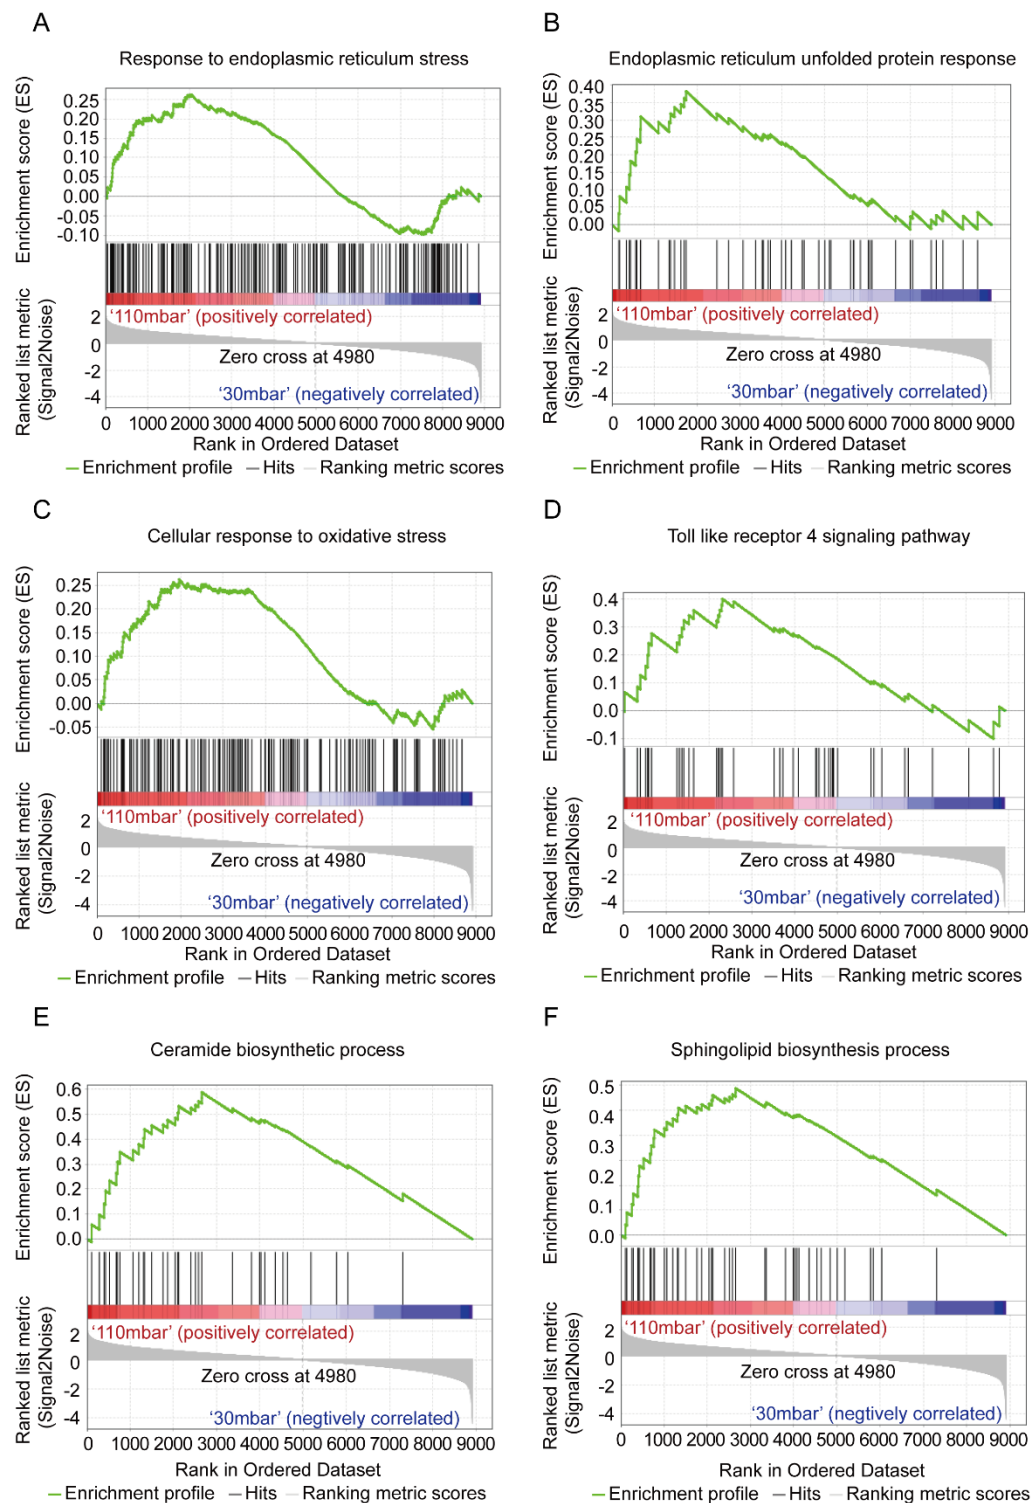 A
Response to endoplasmic reticulum stress
Enrichment score (ES)
0.25
0.20
0.15
0.10
0.05
0.00
-0.05
-0.10
Ranked list metric
(Signal2Noise)
2
0
-2
-4
‘110mbar’ (positively correlated)
Zero cross at 4980
‘30mbar’ (negatively correlated)
0 1000 2000 3000 4000 5000 6000 7000 8000 9000
Rank in Ordered Dataset
Enrichment profile Hits Ranking metric scores
B
Endoplasmic reticulum unfolded protein response
Enrichment score (ES)
0.40
0.35
0.30
0.25
0.20
0.15
0.10
0.05
0.00
Ranked list metric
(Signal2Noise)
2
0
-2
-4
‘110mbar’ (positively correlated)
Zero cross at 4980
‘30mbar’ (negatively correlated)
0 1000 2000 3000 4000 5000 6000 7000 8000 9000
Rank in Ordered Dataset
Enrichment profile Hits Ranking metric scores
C
Cellular response to oxidative stress
Enrichment score (ES)
0.25
0.20
0.15
0.10
0.05
0.00
-0.05
Ranked list metric
(Signal2Noise)
2
0
-2
-4
‘110mbar’ (positively correlated)
Zero cross at 4980
‘30mbar’ (negatively correlated)
0 1000 2000 3000 4000 5000 6000 7000 8000 9000
Rank in Ordered Dataset
Enrichment profile Hits Ranking metric scores
D
Toll like receptor 4 signaling pathway
Enrichment score (ES)
0.4
0.3
0.2
0.1
0.0
-0.1
Ranked list metric
(Signal2Noise)
2
0
-2
-4
‘110mbar’ (positively correlated)
Zero cross at 4980
‘30mbar’ (negatively correlated)
0 1000 2000 3000 4000 5000 6000 7000 8000 9000
Rank in Ordered Dataset
Enrichment profile Hits Ranking metric scores
E
Ceramide biosynthetic process
Enrichment score (ES)
0.6
0.5
0.4
0.3
0.2
0.1
0.0
Ranked list metric
(Signal2Noise)
2
0
-2
-4
‘110mbar’ (positively correlated)
Zero cross at 4980
‘30mbar’ (negtively correlated)
0 1000 2000 3000 4000 5000 6000 7000 8000 9000
Rank in Ordered Dataset
Enrichment profile Hits Ranking metric scores
F
Sphingolipid biosynthesis process
Enrichment score (ES)
0.5
0.4
0.3
0.2
0.1
0.0
Ranked list metric
(Signal2Noise)
2
0
-2
-4
‘110mbar’ (positively correlated)
Zero cross at 4980
‘30mbar’ (negtively correlated)
0 1000 2000 3000 4000 5000 6000 7000 8000 9000
Rank in Ordered Dataset
Enrichment profile Hits Ranking metric scores